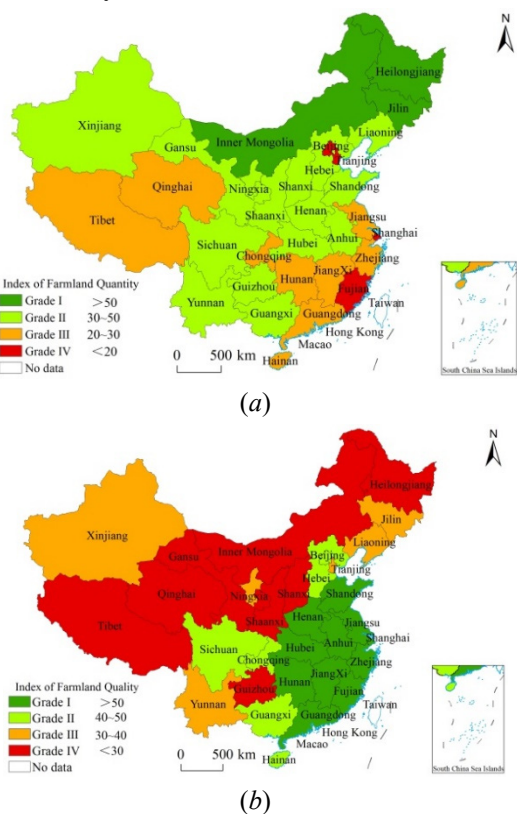 N
Heilongjiang
Jilin
Xinjiang
Liaoning
Gansu
Inner Mongolia
Beijing
Tianjing
Hebei
Qinghai
Ningxia
Shanxi
Shandong
Tibet
Shaanxi
Henan
Jiangsu
Shanghai
Sichuan
Hubei
Anhui
Chongqing
Zhejiang
Index of Farmland Quantity
JiangXi
Hunan
Grade I >50
Guizhou
Fujian
Grade II 30~50
Yunnan
Taiwan
Grade III 20~30
Guangxi
Guangdong
Grade IV <20
Hong Kong
No data
Macao
0 500 km
Hainan
South China Sea Islands
(a)
N
Heilongjiang
Jilin
Xinjiang
Liaoning
Gansu
Inner Mongolia
Beijing
Tianjing
Hebei
Qinghai
Ningxia
Shanxi
Shandong
Tibet
Shaanxi
Henan
Jiangsu
Shanghai
Sichuan
Hubei
Anhui
Chongqing
Zhejiang
Index of Farmland Quality
JiangXi
Hunan
Grade I >50
Guizhou
Fujian
Grade II 40~50
Yunnan
Taiwan
Grade III 30~40
Guangxi
Guangdong
Grade IV <30
Hong Kong
No data
Macao
0 500 km
Hainan
South China Sea Islands
(b)